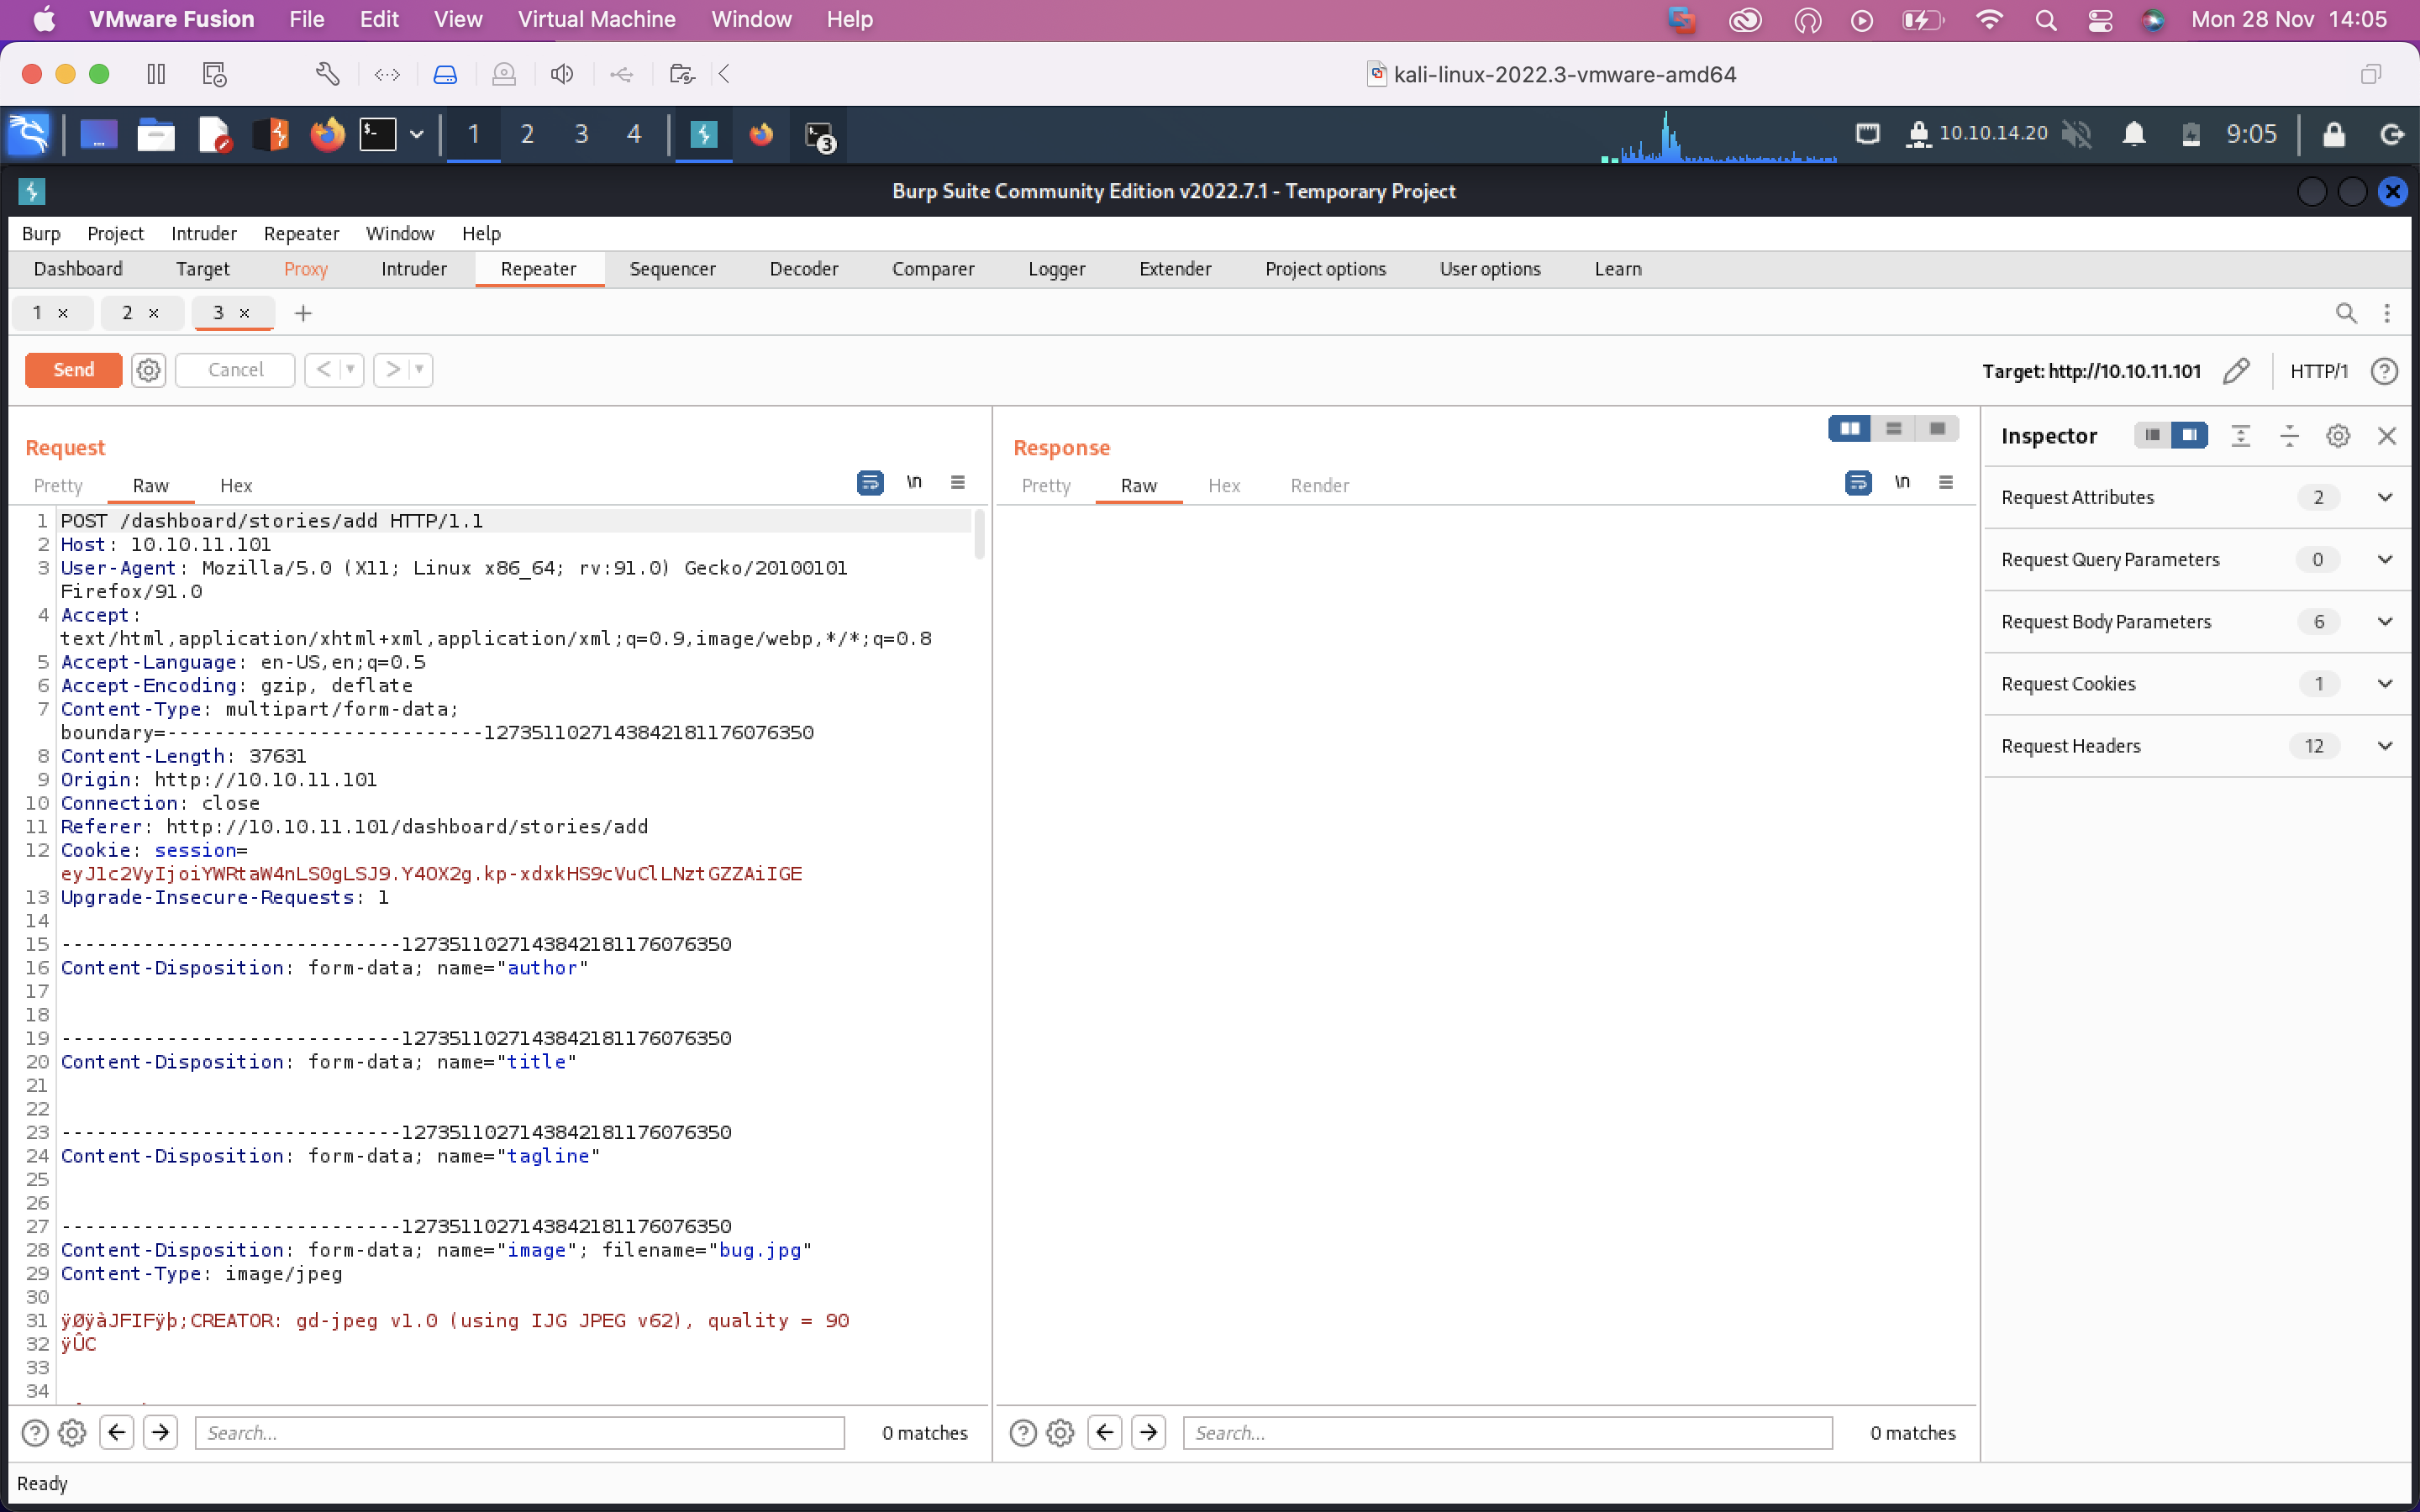 VMware Fusion File Edit View Virtual Machine Window Help Mon 28 Nov 14:05
kali-linux-2022.3-vmware-amd64
1 2 3 4 3 10.10.14.20 9:05
Burp Suite Community Edition v2022.7.1 - Temporary Project
Burp Project Intruder Repeater Window Help
Dashboard Target Proxy Intruder Repeater Sequencer Decoder Comparer Logger Extender Project options User options Learn
1 × 2 × 3 × +
Send Cancel < > Target: http://10.10.11.101 HTTP/1
Request
Pretty Raw Hex \n
1 POST /dashboard/stories/add HTTP/1.1
2 Host: 10.10.11.101
3 User-Agent: Mozilla/5.0 (X11; Linux x86_64; rv:91.0) Gecko/20100101
Firefox/91.0
4 Accept:
text/html,application/xhtml+xml,application/xml;q=0.9,image/webp,*/*;q=0.8
5 Accept-Language: en-US,en;q=0.5
6 Accept-Encoding: gzip, deflate
7 Content-Type: multipart/form-data;
boundary=---------------------------12735110271438421811760​76350
8 Content-Length: 37631
9 Origin: http://10.10.11.101
10 Connection: close
11 Referer: http://10.10.11.101/dashboard/stories/add
12 Cookie: session=
eyJ1c2VyIjoiYWRtaW4nLS0gLSJ9.Y4OX2g.kp-xdxkHS9cVuClLNztGZZAiIGE
13 Upgrade-Insecure-Requests: 1
14
15 -----------------------------1273511027143842181176076350
16 Content-Disposition: form-data; name="author"
17
18
19 -----------------------------1273511027143842181176076350
20 Content-Disposition: form-data; name="title"
21
22
23 -----------------------------1273511027143842181176076350
24 Content-Disposition: form-data; name="tagline"
25
26
27 -----------------------------1273511027143842181176076350
28 Content-Disposition: form-data; name="image"; filename="bug.jpg"
29 Content-Type: image/jpeg
30
31 ÿØÿàJFIFÿþ;CREATOR: gd-jpeg v1.0 (using IJG JPEG v62), quality = 90
32 ÿÛC
33
34
Search... 0 matches
Response
Pretty Raw Hex Render \n
Search... 0 matches
Inspector
Request Attributes 2
Request Query Parameters 0
Request Body Parameters 6
Request Cookies 1
Request Headers 12
Ready